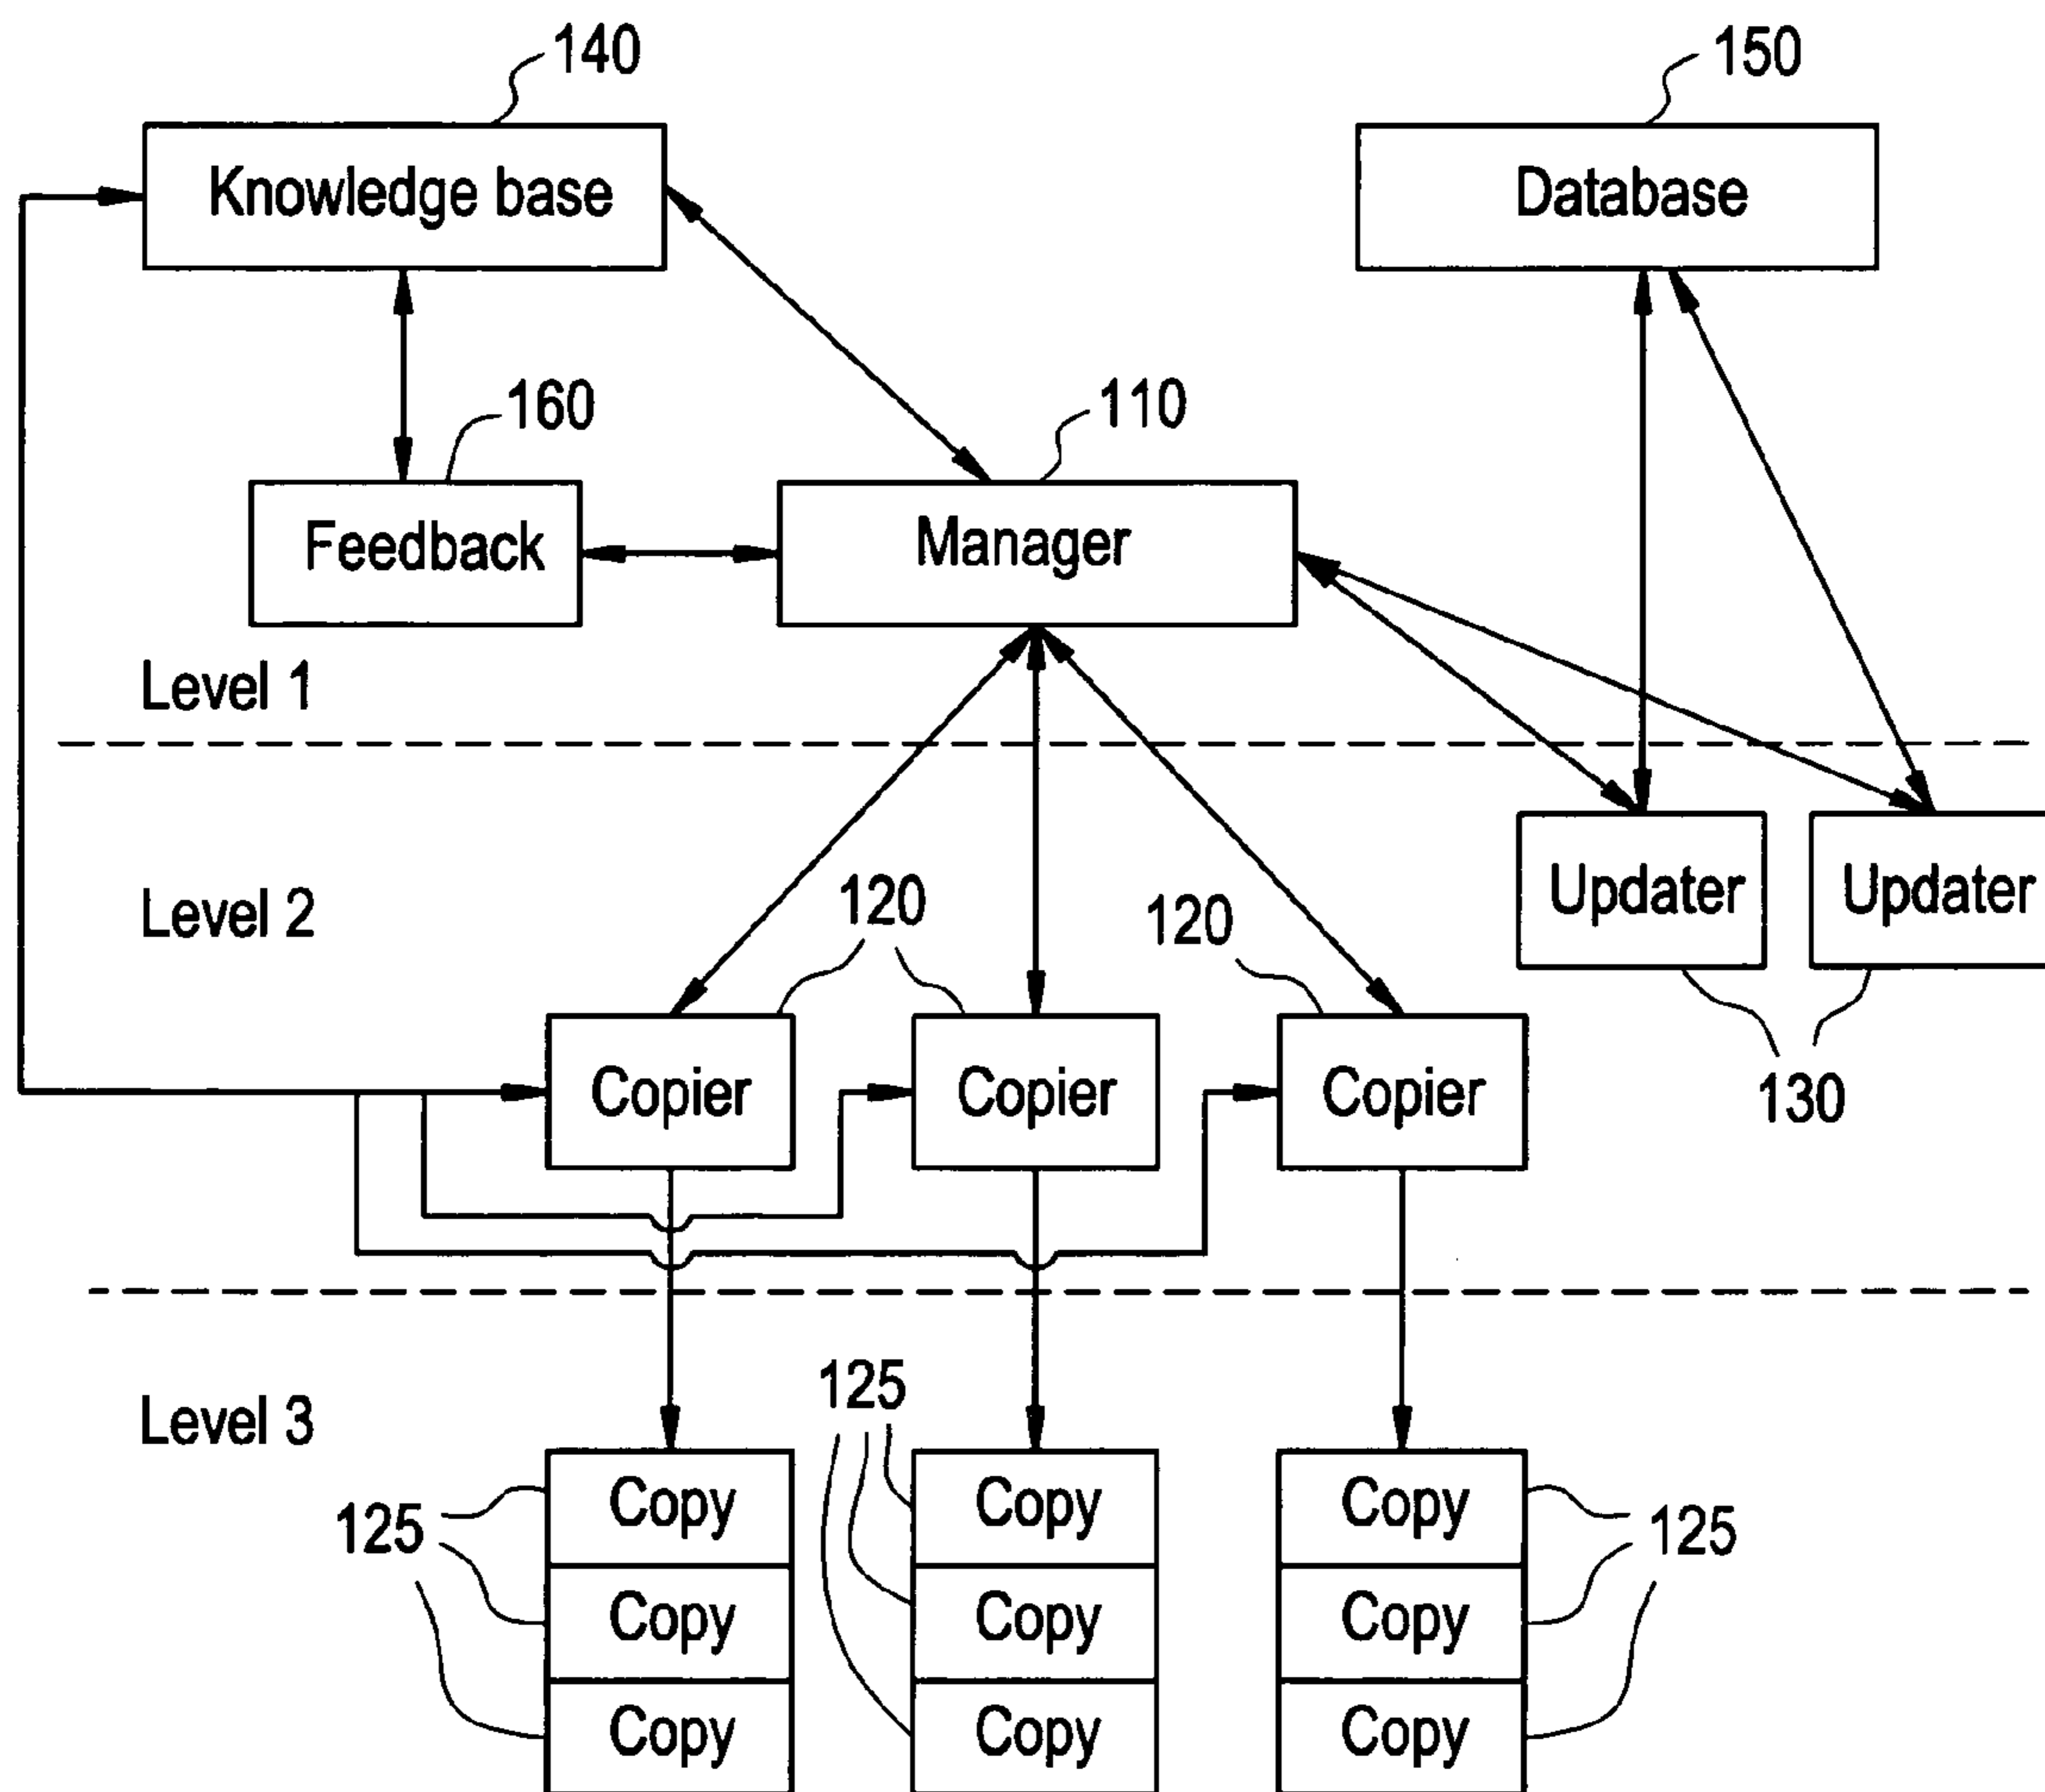 140
150
Knowledge base
Database
160
110
Feedback
Manager
Level 1
Level 2
120
120
Updater
Updater
Copier
Copier
Copier
130
Level 3
125
125
125
Copy
Copy
Copy
Copy
Copy
Copy
Copy
Copy
Copy